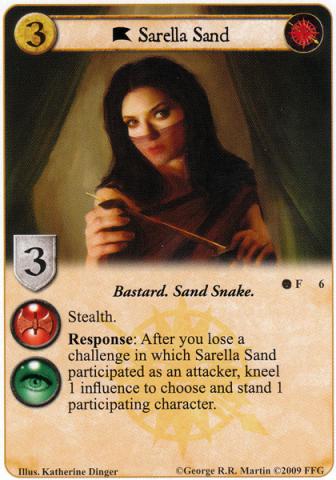 3 Sarella Sand
3
Bastard. Sand Snake.
F 6
Stealth.
Response: After you lose a
challenge in which Sarella Sand
participated as an attacker, kneel
1 influence to choose and stand 1
participating character.
Illus. Katherine Dinger ©George R.R. Martin ©2009 FFG